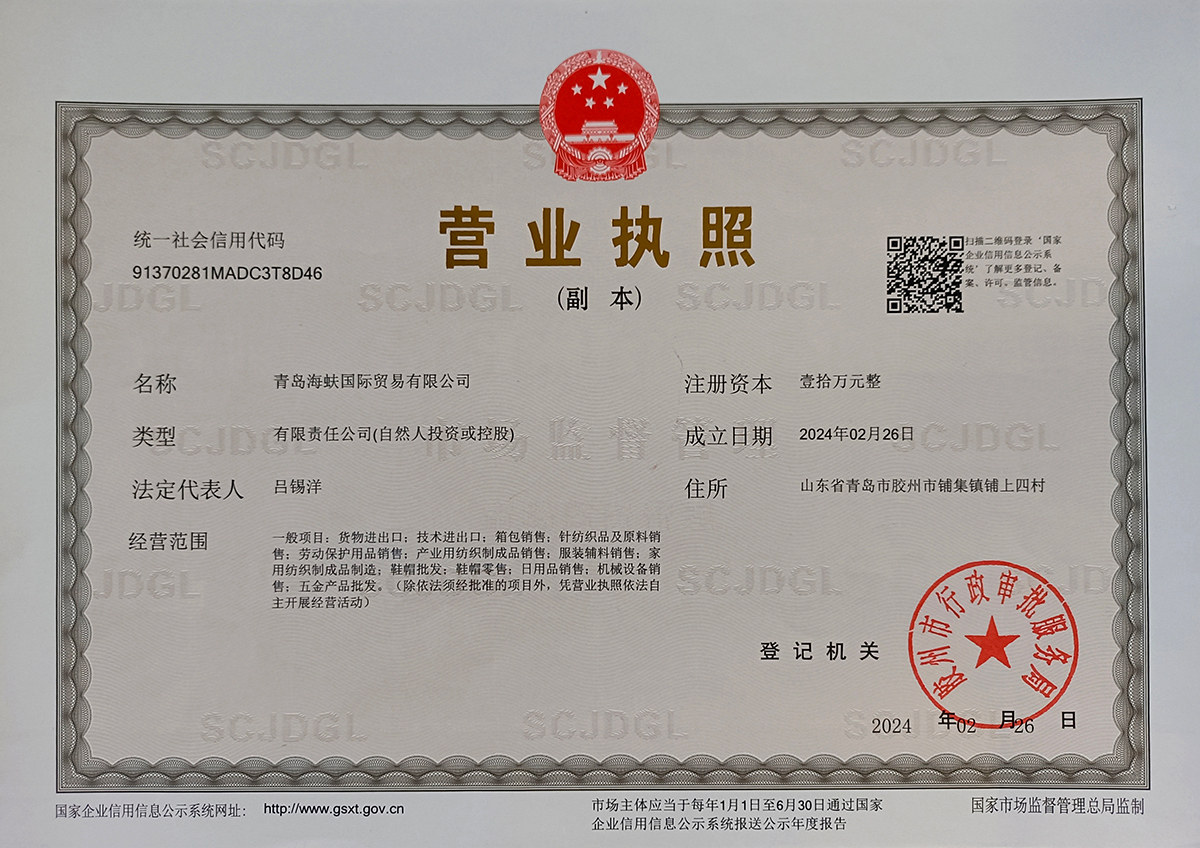 营业执照
(副 本)
统一社会信用代码
91370281MADC3T8D46
扫描二维码登录‘国家
企业信用信息公示系
统’了解更多登记、备
案、许可、监管信息。
名称 青岛海蚨国际贸易有限公司
类型 有限责任公司(自然人投资或控股)
法定代表人 吕锡洋
经营范围 一般项目：货物进出口；技术进出口；箱包销售；针纺织品及原料销
售；劳动保护用品销售；产业用纺织制成品销售；服装辅料销售；家
用纺织制成品制造；鞋帽批发；鞋帽零售；日用品销售；机械设备销
售；五金产品批发。（除依法须经批准的项目外，凭营业执照依法自
主开展经营活动）
注册资本 壹拾万元整
成立日期 2024年02月26日
住所 山东省青岛市胶州市铺集镇铺上四村
登记机关
胶州市行政审批服务局
2024 年02 月26 日
国家企业信用信息公示系统网址： http://www.gsxt.gov.cn
市场主体应当于每年1月1日至6月30日通过国家
企业信用信息公示系统报送公示年度报告
国家市场监督管理总局监制
SCJDGL
市场监督管理